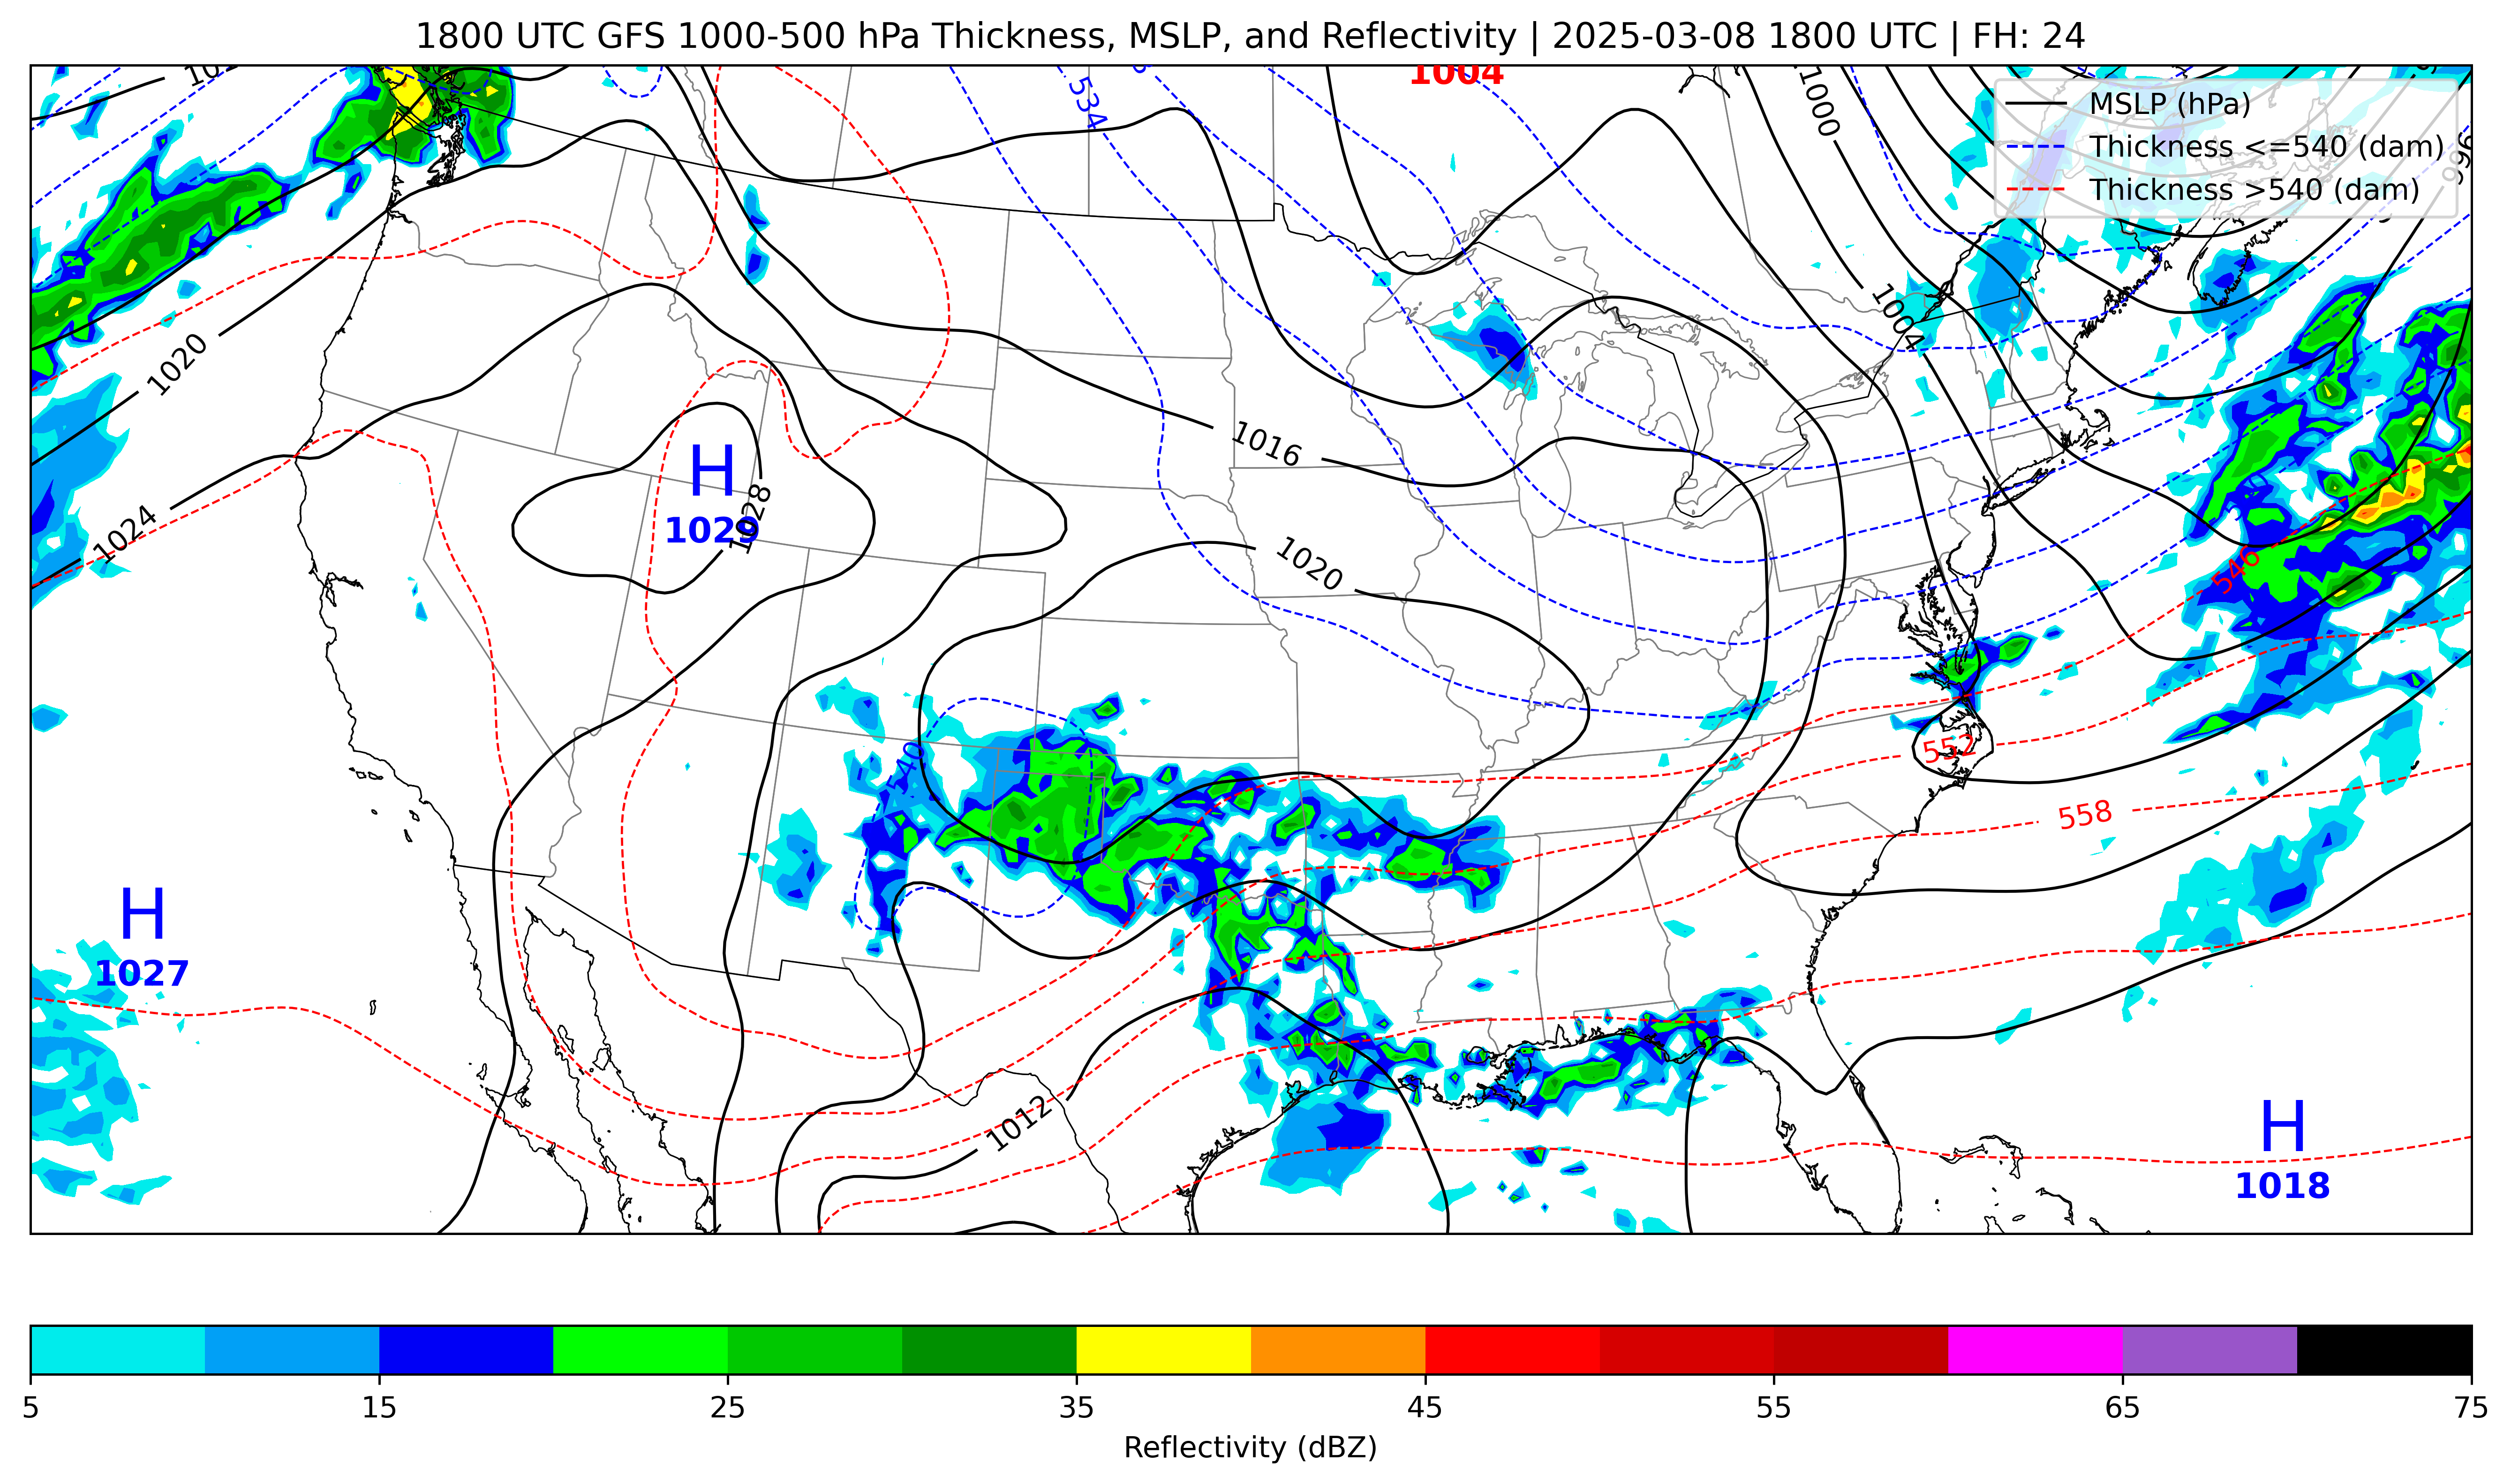 1800 UTC GFS 1000-500 hPa Thickness, MSLP, and Reflectivity | 2025-03-08 1800 UTC | FH: 24
1004
534
1000
MSLP (hPa)
Thickness <=540 (dam)
Thickness >540 (dam)
996
1004
1020
1016
H
1029
1028
1024
1020
546
552
540
558
H
1027
1012
H
1018
5 15 25 35 45 55 65 75
Reflectivity (dBZ)